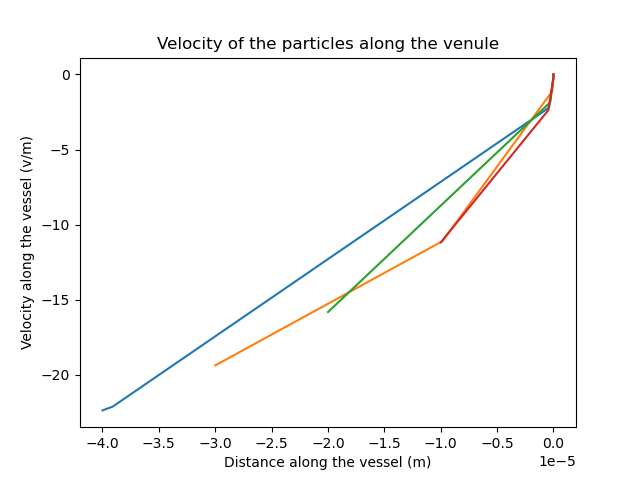 Velocity of the particles along the venule
Velocity along the vessel (v/m)
0
−5
−10
−15
−20
−4.0 −3.5 −3.0 −2.5 −2.0 −1.5 −1.0 −0.5 0.0
1e−5
Distance along the vessel (m)